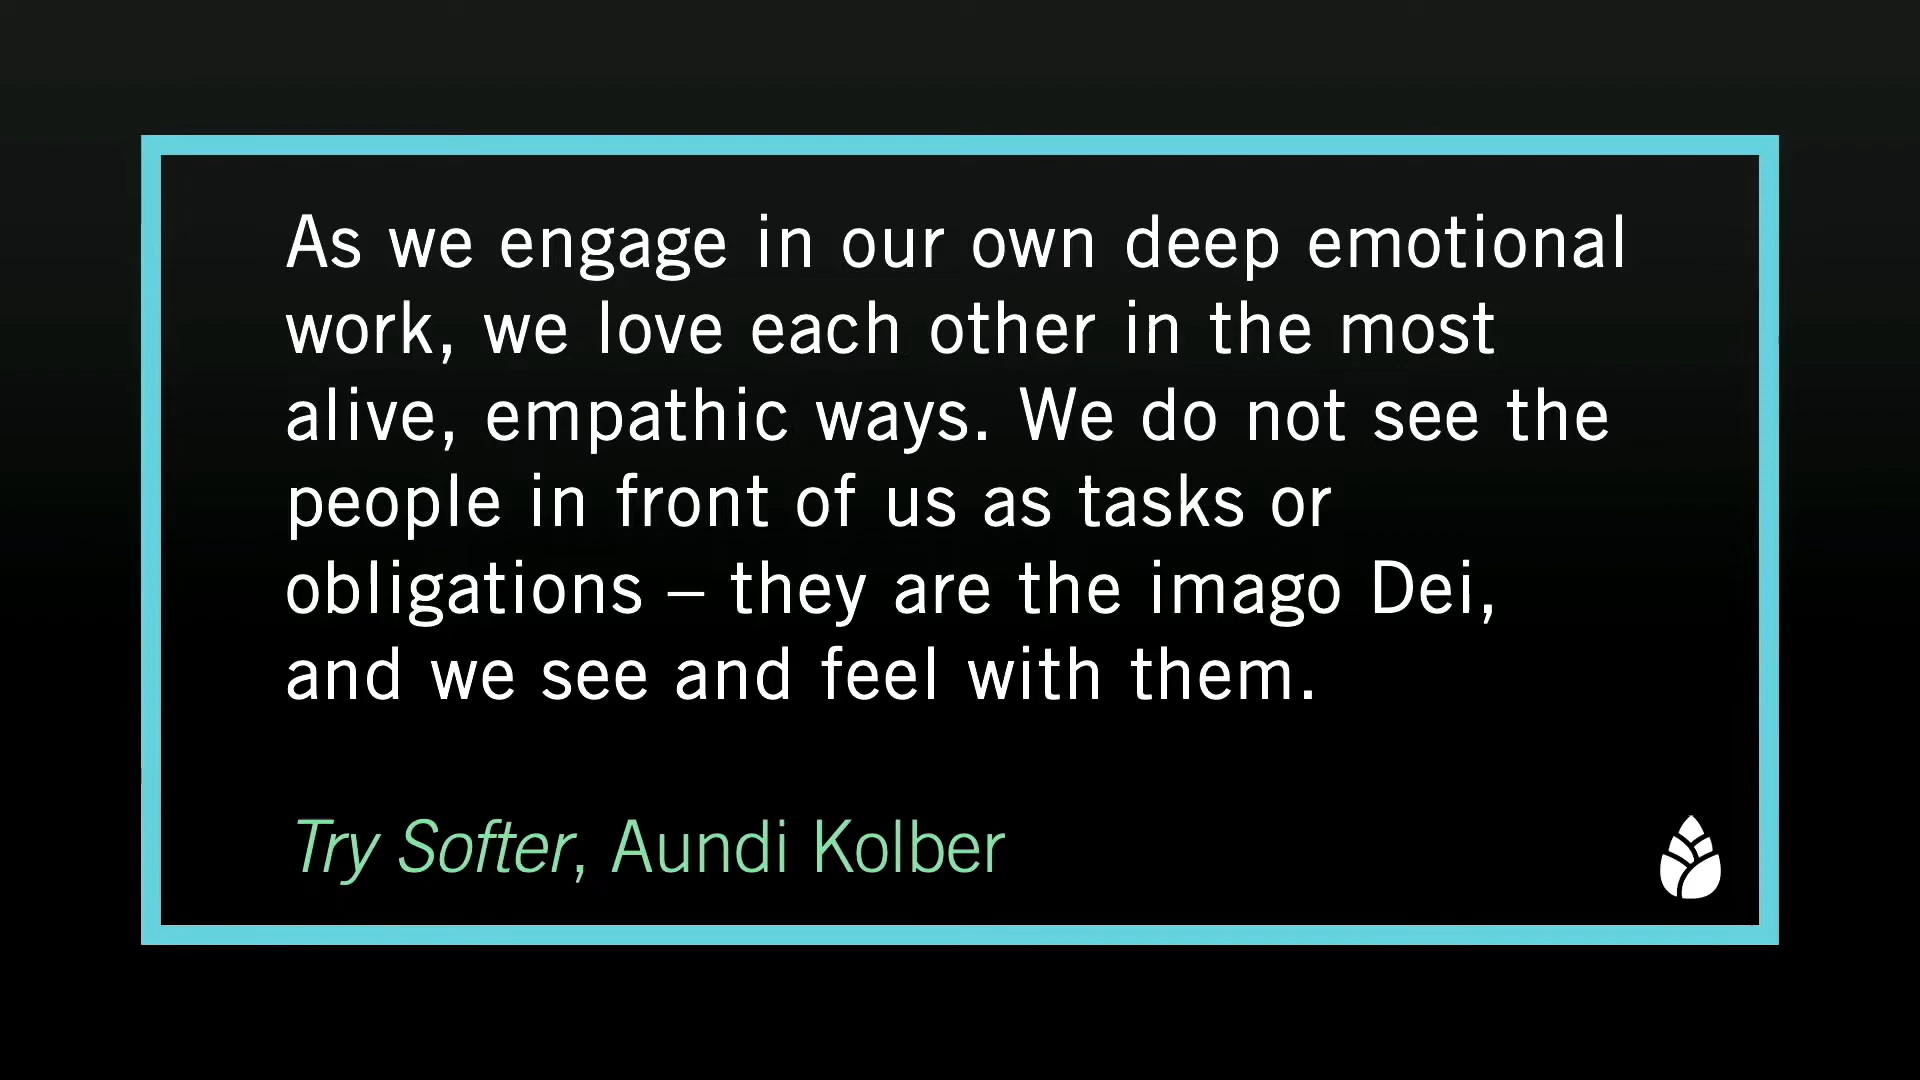 As we engage in our own deep emotional
work, we love each other in the most
alive, empathic ways. We do not see the
people in front of us as tasks or
obligations – they are the imago Dei,
and we see and feel with them.
Try Softer, Aundi Kolber